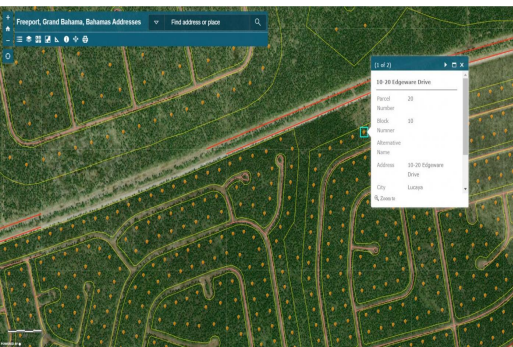 Freeport, Grand Bahama, Bahamas Addresses
Find address or place
(1 of 2)
10-20 Edgeware Drive
Parcel Number 20
Block Nunmer 10
Alternative Name
Address 10-20 Edgeware Drive
City Lucaya
Zoom to